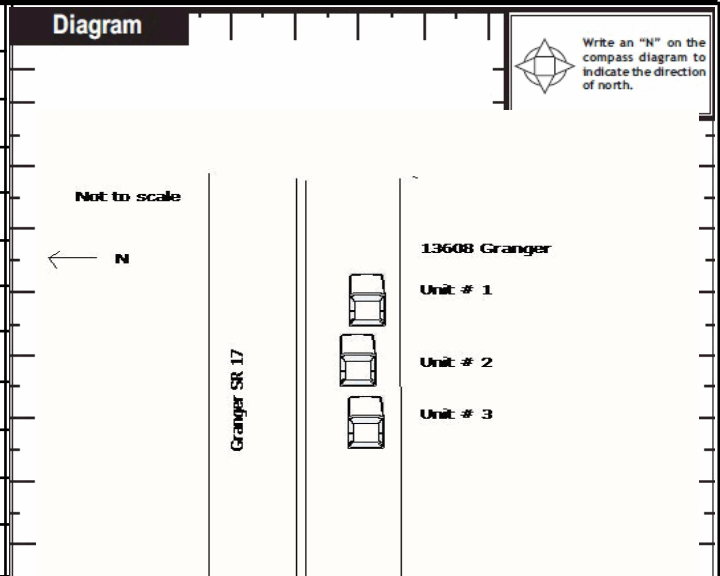 Diagram
Write an “N” on the
compass diagram to
indicate the direction
of north.
Not to scale
N
13608 Granger
Unit # 1
Granger SR 17
Unit # 2
Unit # 3